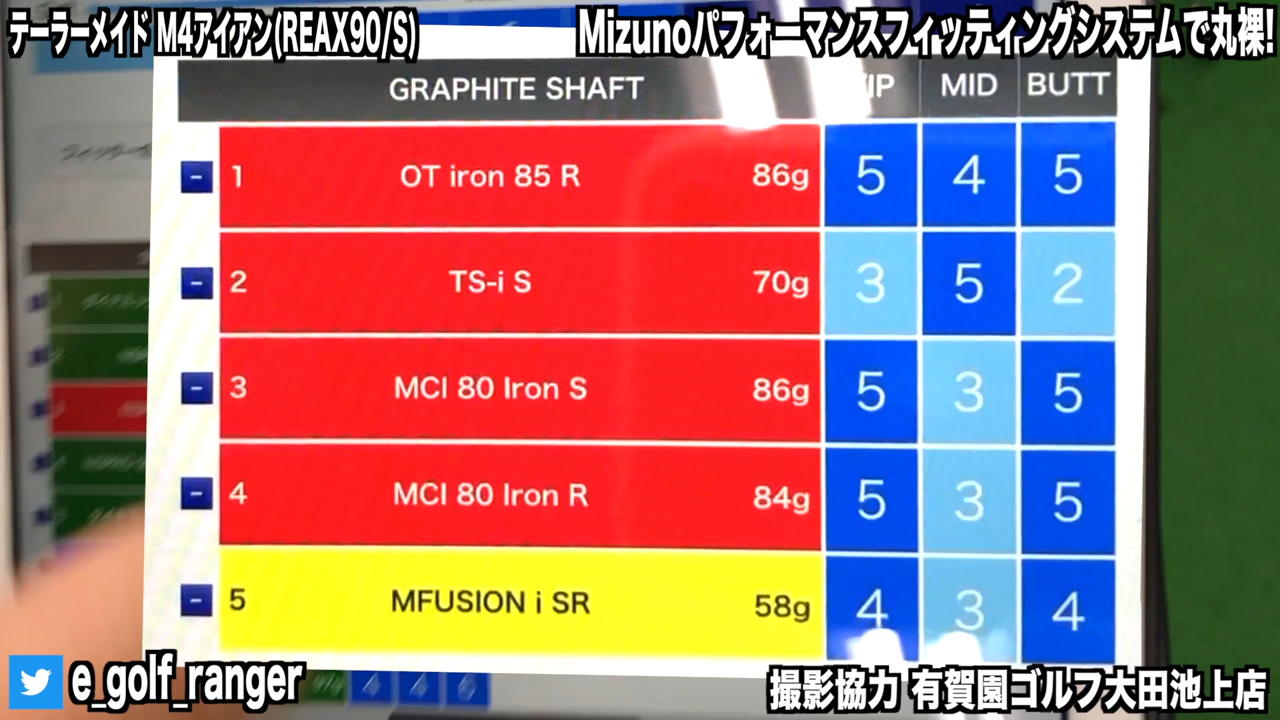 テーラーメイド M4アイアン(REAX90/S)
Mizunoパフォーマンスフィッティングシステムで丸裸!
GRAPHITE SHAFT TIP MID BUTT
- 1 OT iron 85 R 86g 5 4 5
- 2 TS-i S 70g 3 5 2
- 3 MCI 80 Iron S 86g 5 3 5
- 4 MCI 80 Iron R 84g 5 3 5
- 5 MFUSION i SR 58g 4 3 4
e_golf_ranger
撮影協力 有賀園ゴルフ大田池上店